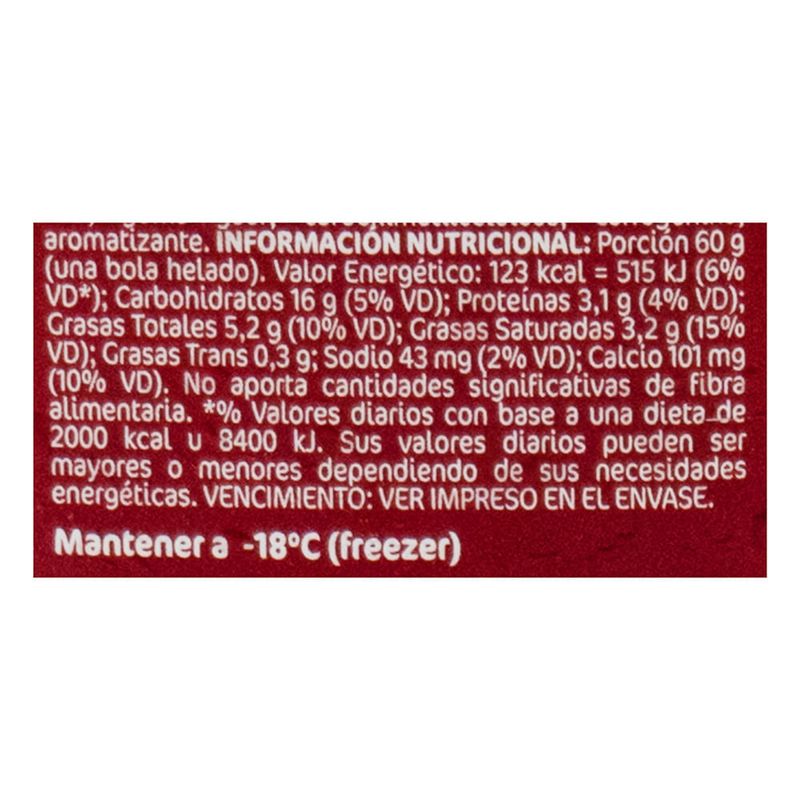 aromatizante. INFORMACIÓN NUTRICIONAL: Porción 60 g
(una bola helado). Valor Energético: 123 kcal = 515 kJ (6%
VD*); Carbohidratos 16 g (5% VD); Proteínas 3,1 g (4% VD);
Grasas Totales 5,2 g (10% VD); Grasas Saturadas 3,2 g (15%
VD); Grasas Trans 0,3 g; Sodio 43 mg (2% VD); Calcio 101 mg
(10% VD). No aporta cantidades significativas de fibra
alimentaria. *% Valores diarios con base a una dieta de
2000 kcal u 8400 kJ. Sus valores diarios pueden ser
mayores o menores dependiendo de sus necesidades
energéticas. VENCIMIENTO: VER IMPRESO EN EL ENVASE.
Mantener a -18ºC (freezer)